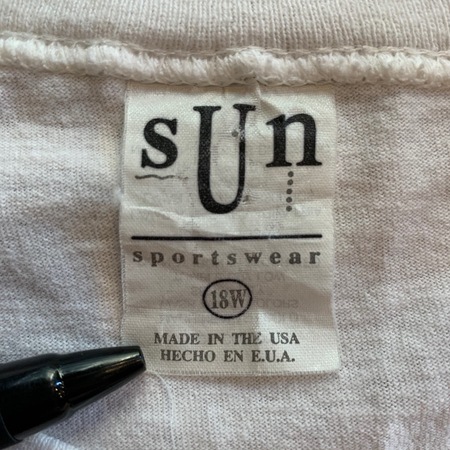 sUn
sportswear
18W
MADE IN THE USA
HECHO EN E.U.A.